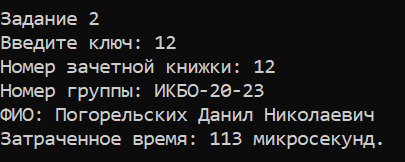 Задание 2
Введите ключ: 12
Номер зачетной книжки: 12
Номер группы: ИКБО-20-23
ФИО: Погорельских Данил Николаевич
Затраченное время: 113 микросекунд.